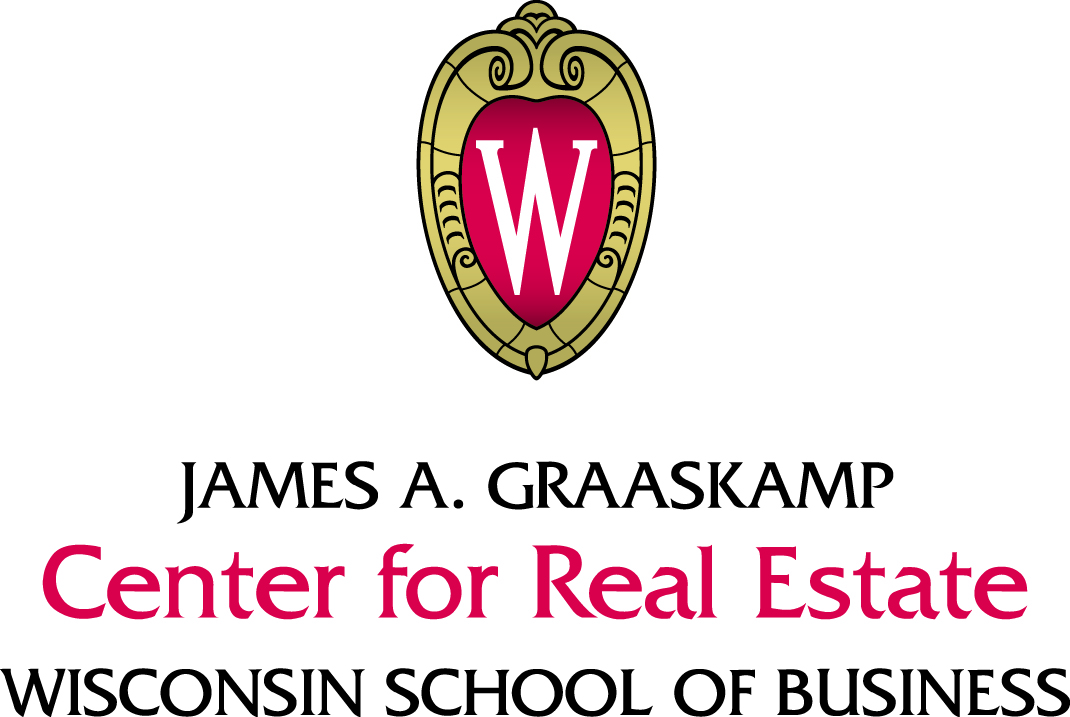 W
JAMES A. GRAASKAMP
Center for Real Estate
WISCONSIN SCHOOL OF BUSINESS